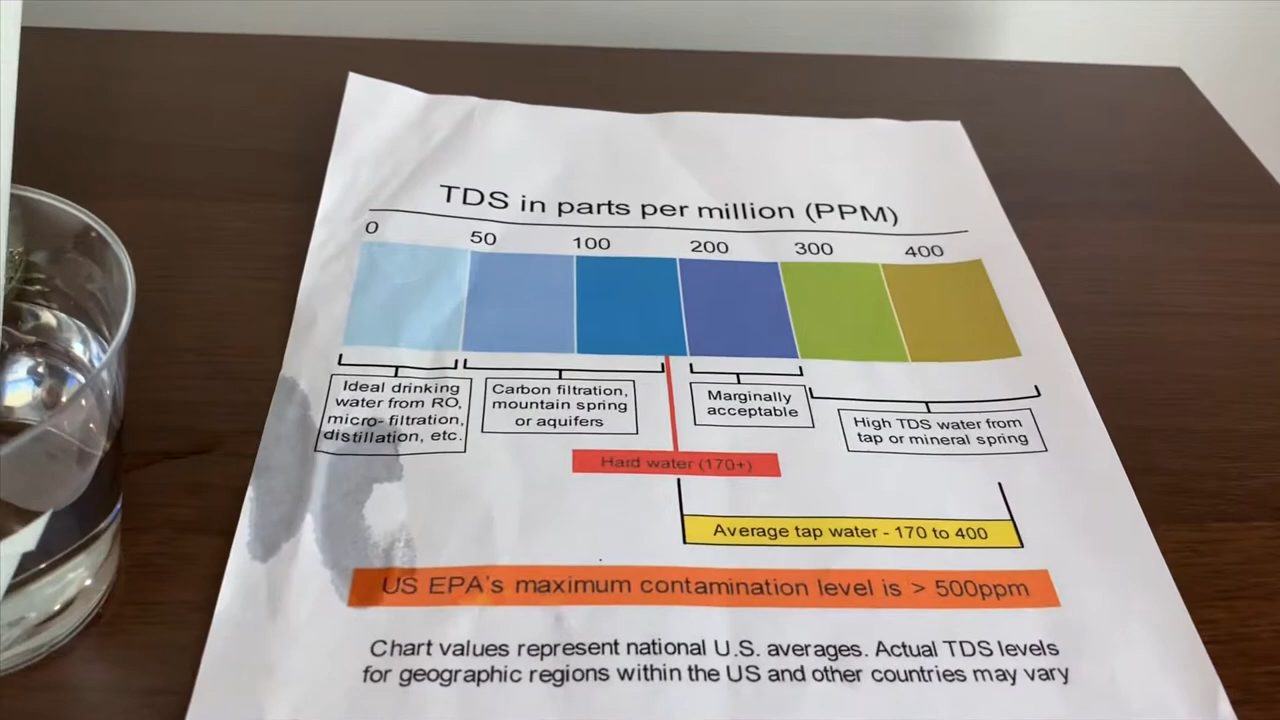 TDS in parts per million (PPM)
0 50 100 200 300 400
Ideal drinking
water from RO,
micro-filtration,
distillation, etc.
Carbon filtration,
mountain spring
or aquifers
Marginally
acceptable
High TDS water from
tap or mineral spring
Hard water (170+)
Average tap water - 170 to 400
US EPA's maximum contamination level is > 500ppm
Chart values represent national U.S. averages. Actual TDS levels
for geographic regions within the US and other countries may vary